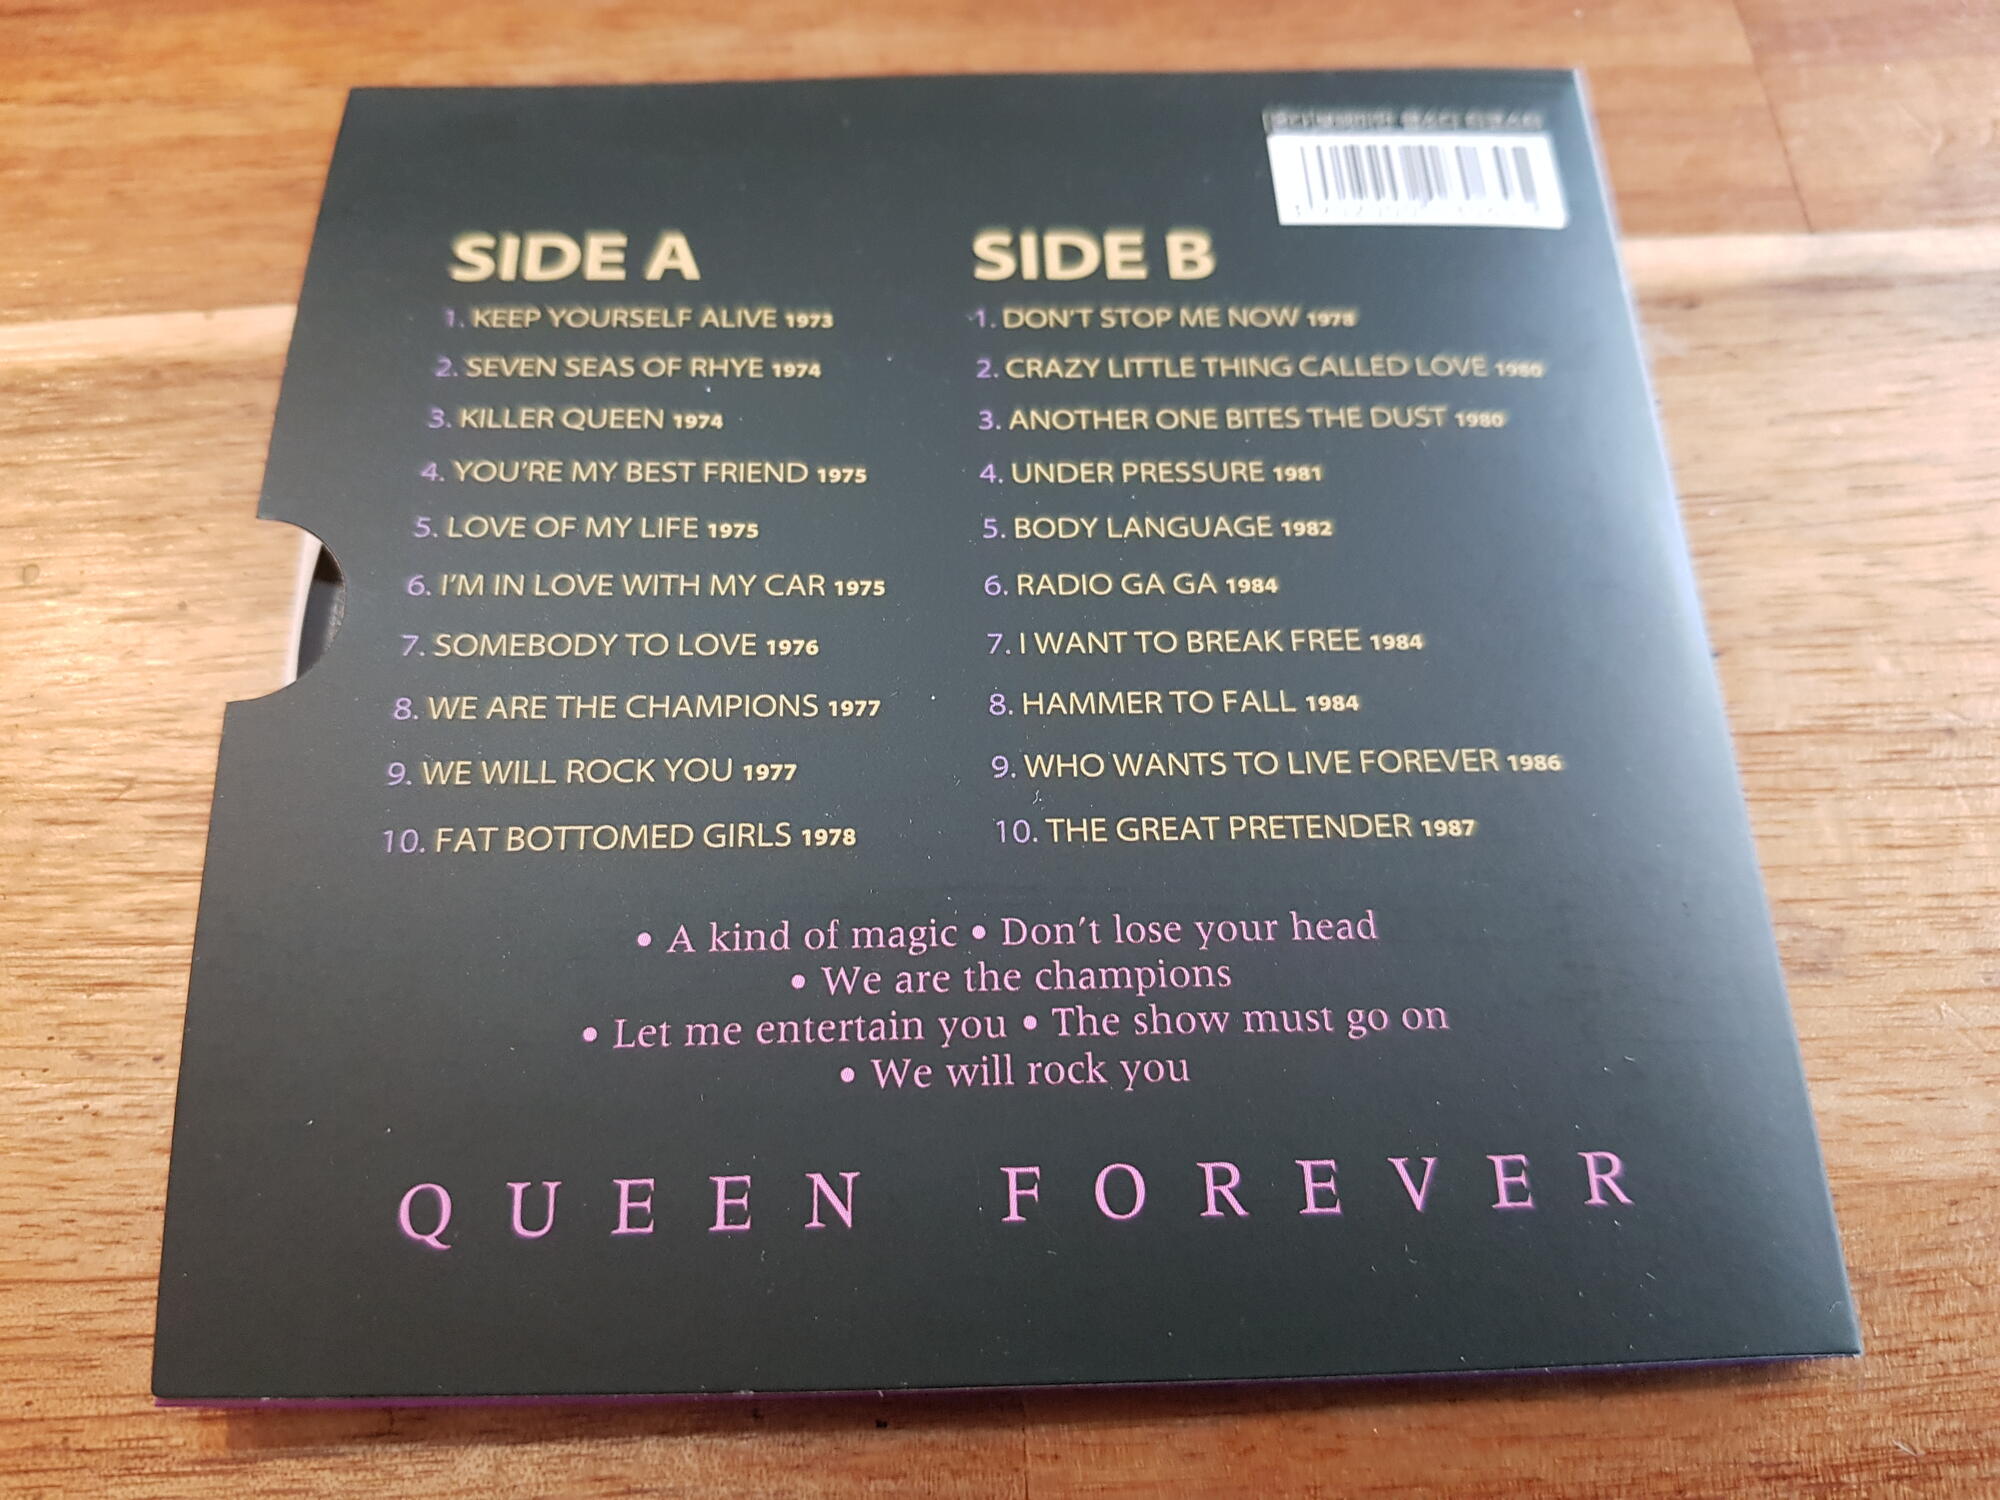 SIDE A
1. KEEP YOURSELF ALIVE 1973
2. SEVEN SEAS OF RHYE 1974
3. KILLER QUEEN 1974
4. YOU'RE MY BEST FRIEND 1975
5. LOVE OF MY LIFE 1975
6. I'M IN LOVE WITH MY CAR 1975
7. SOMEBODY TO LOVE 1976
8. WE ARE THE CHAMPIONS 1977
9. WE WILL ROCK YOU 1977
10. FAT BOTTOMED GIRLS 1978
SIDE B
1. DON'T STOP ME NOW 1978
2. CRAZY LITTLE THING CALLED LOVE 1980
3. ANOTHER ONE BITES THE DUST 1980
4. UNDER PRESSURE 1981
5. BODY LANGUAGE 1982
6. RADIO GA GA 1984
7. I WANT TO BREAK FREE 1984
8. HAMMER TO FALL 1984
9. WHO WANTS TO LIVE FOREVER 1986
10. THE GREAT PRETENDER 1987
• A kind of magic • Don't lose your head
• We are the champions
• Let me entertain you • The show must go on
• We will rock you
QUEEN FOREVER